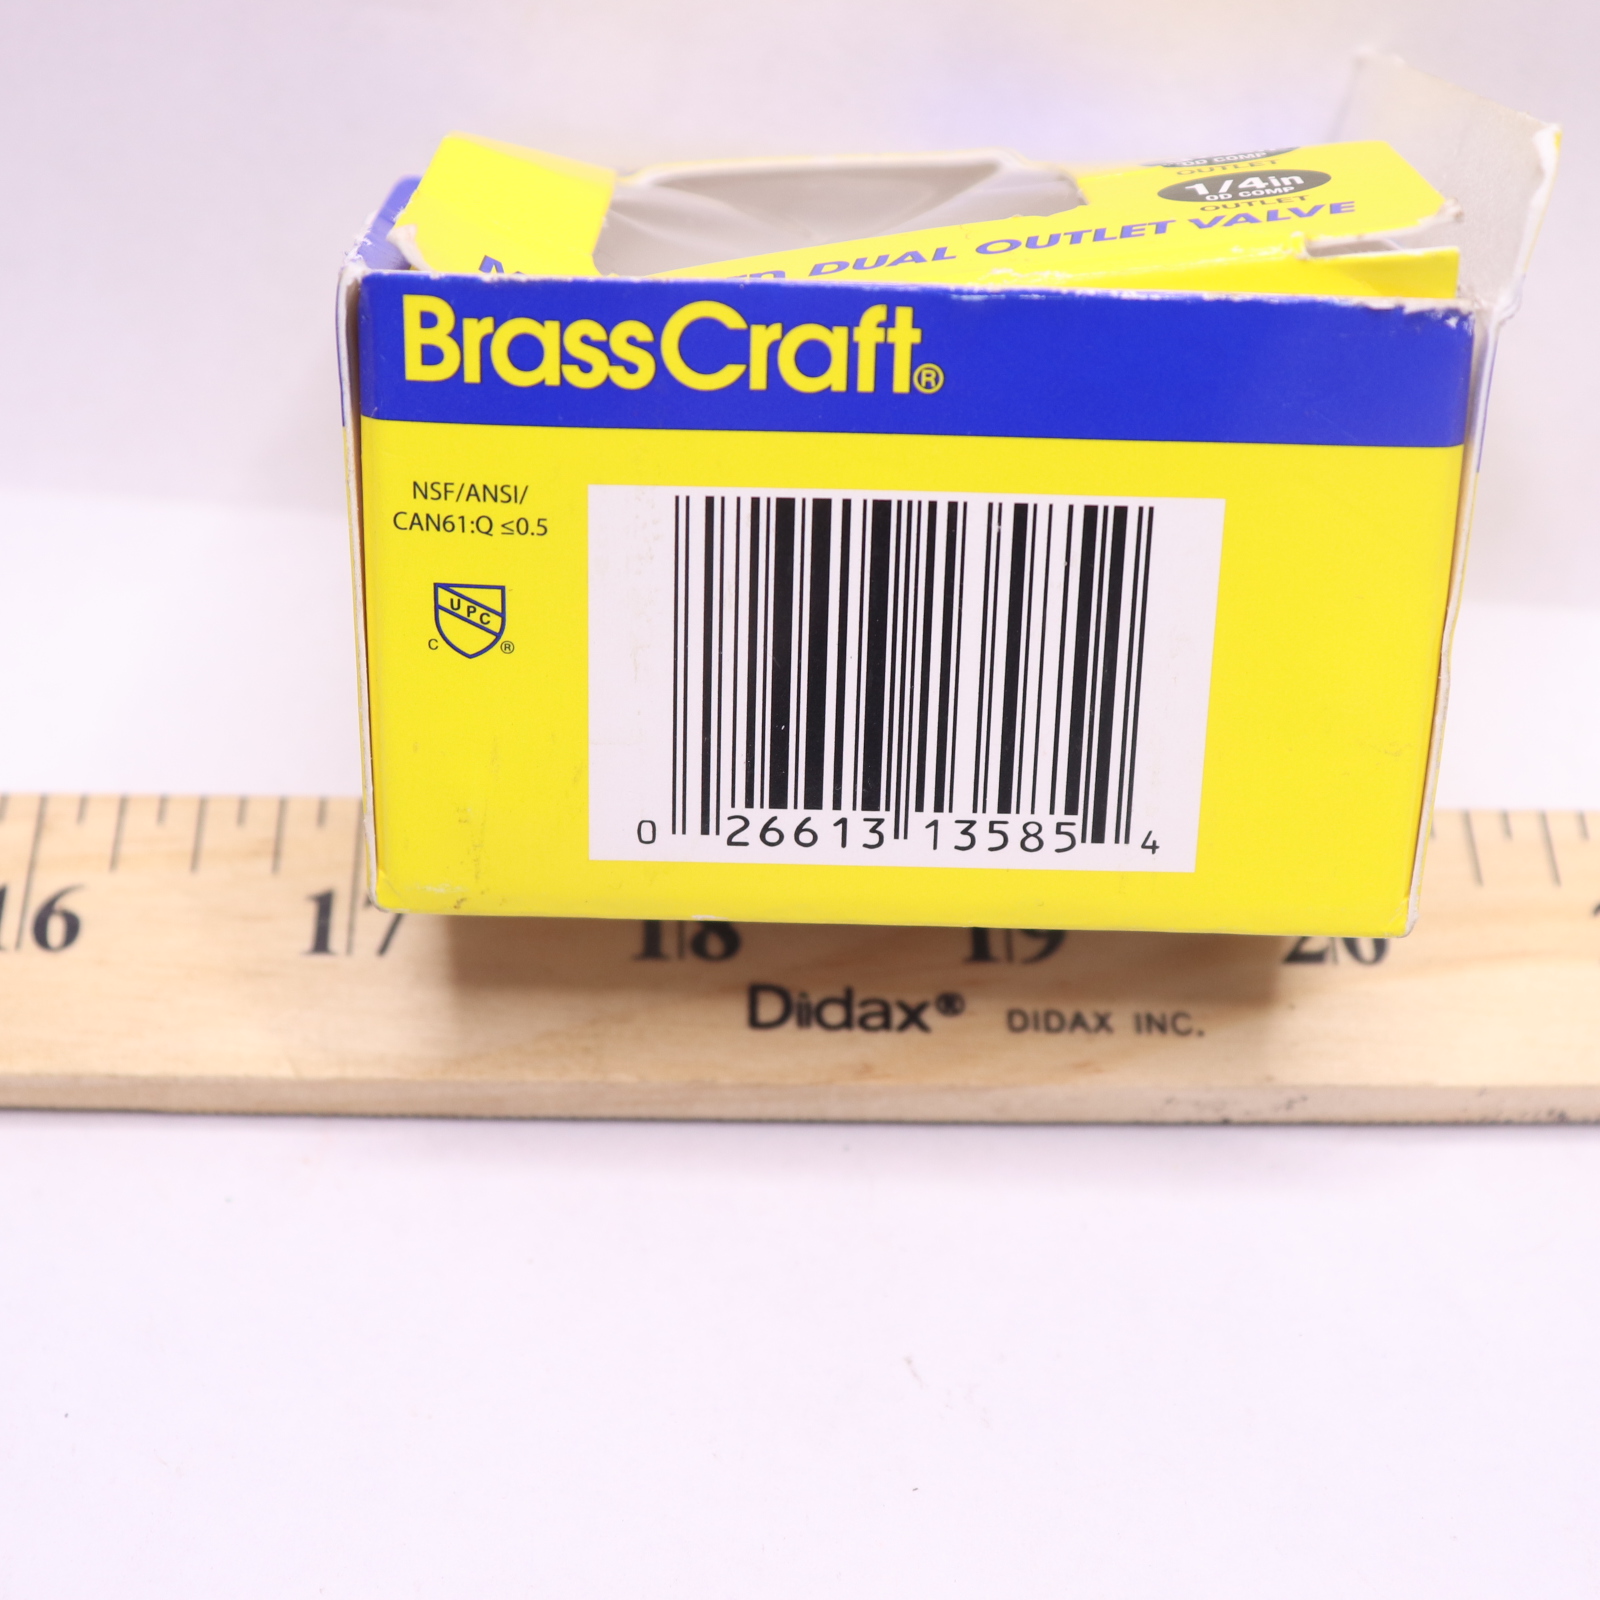 OD COMP
OUTLET
1/4in
OD COMP
OUTLET
DUAL OUTLET VALVE
BrassCraft®
NSF/ANSI/
CAN61:Q ≤0.5
UPC
C ®
0 26613 13585 4
16 17 18 19 20
Didax® DIDAX INC.